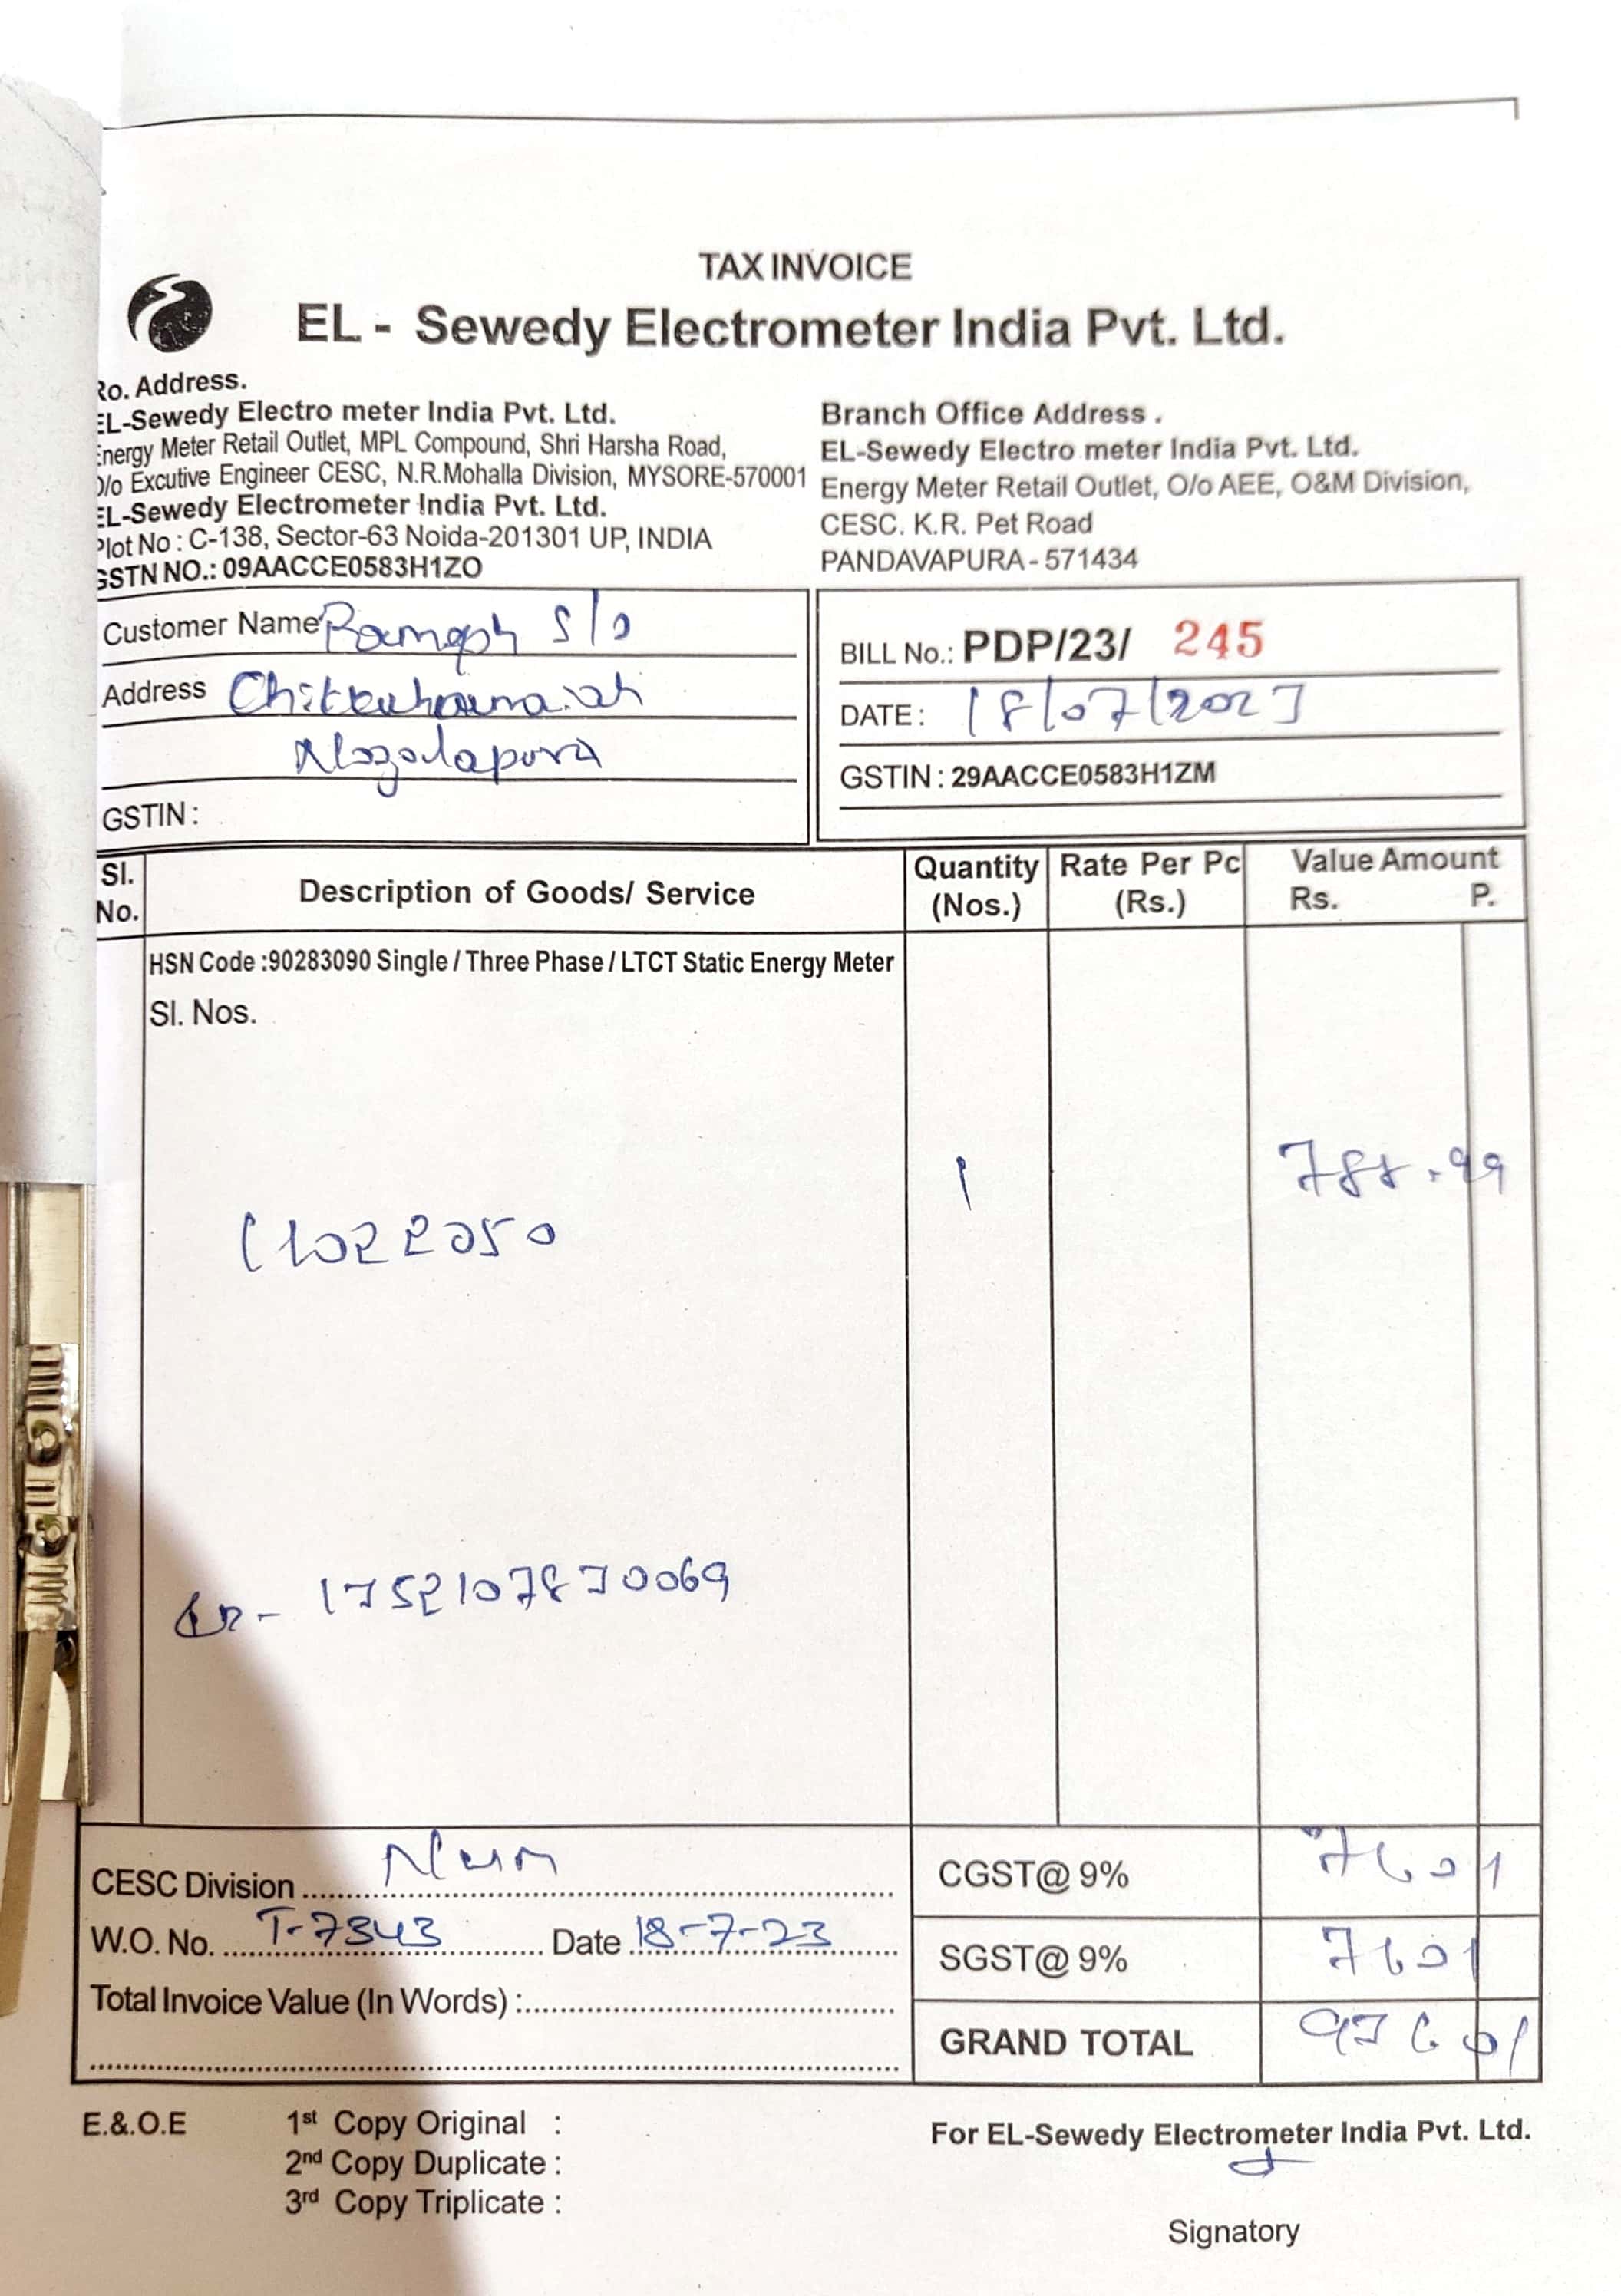 TAX INVOICE
EL - Sewedy Electrometer India Pvt. Ltd.
Ro. Address.
EL-Sewedy Electro meter India Pvt. Ltd.
Energy Meter Retail Outlet, MPL Compound, Shri Harsha Road,
O/o Excutive Engineer CESC, N.R.Mohalla Division, MYSORE-570001
EL-Sewedy Electrometer India Pvt. Ltd.
Plot No : C-138, Sector-63 Noida-201301 UP, INDIA
GSTN NO.: 09AACCE0583H1ZO
Branch Office Address .
EL-Sewedy Electro meter India Pvt. Ltd.
Energy Meter Retail Outlet, O/o AEE, O&M Division,
CESC. K.R. Pet Road
PANDAVAPURA - 571434
Customer Name S/o
Address
GSTIN :
BILL No.: PDP/23/ 245
DATE : 18/07/2023
GSTIN : 29AACCE0583H1ZM
Sl. No. Description of Goods/ Service Quantity (Nos.) Rate Per Pc (Rs.) Value Amount Rs. P.
HSN Code :90283090 Single / Three Phase / LTCT Static Energy Meter
Sl. Nos.
1 788.99
11022050
CESC Division
W.O. No. T-7343 Date 18-7-23
Total Invoice Value (In Words) :
CGST@ 9% 7601
SGST@ 9% 7601
GRAND TOTAL 976 01
E.&.O.E
1st Copy Original :
2nd Copy Duplicate :
3rd Copy Triplicate :
For EL-Sewedy Electrometer India Pvt. Ltd.
Signatory